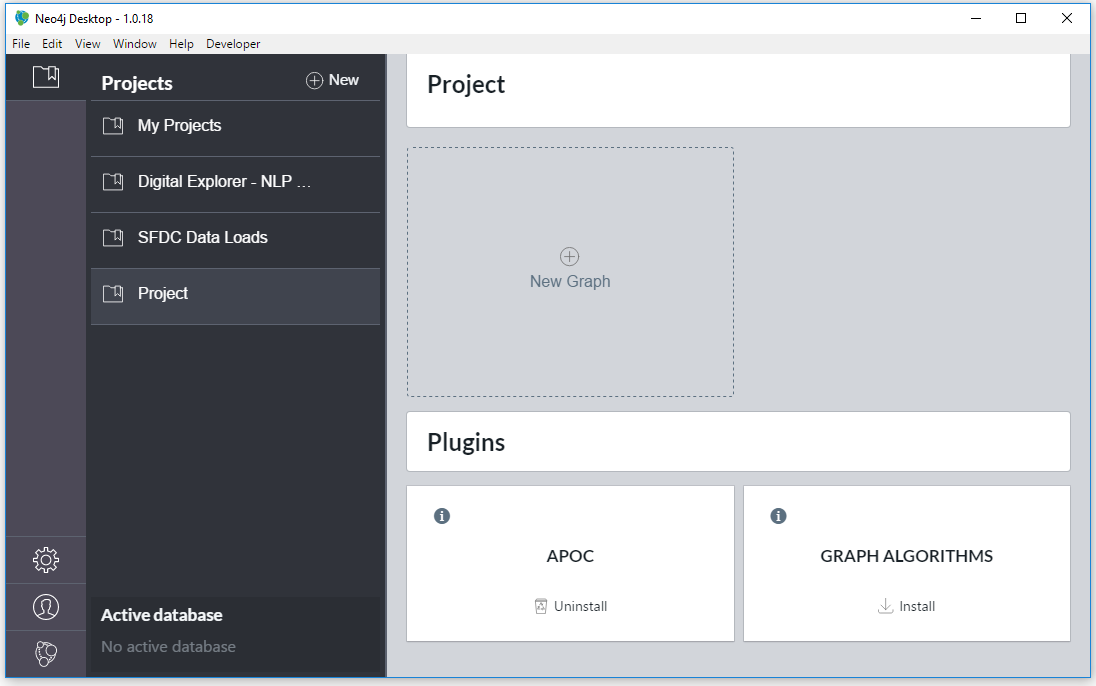 Neo4j Desktop - 1.0.18
File Edit View Window Help Developer
Projects
New
My Projects
Digital Explorer - NLP ...
SFDC Data Loads
Project
Active database
No active database
Project
New Graph
Plugins
APOC
Uninstall
GRAPH ALGORITHMS
Install